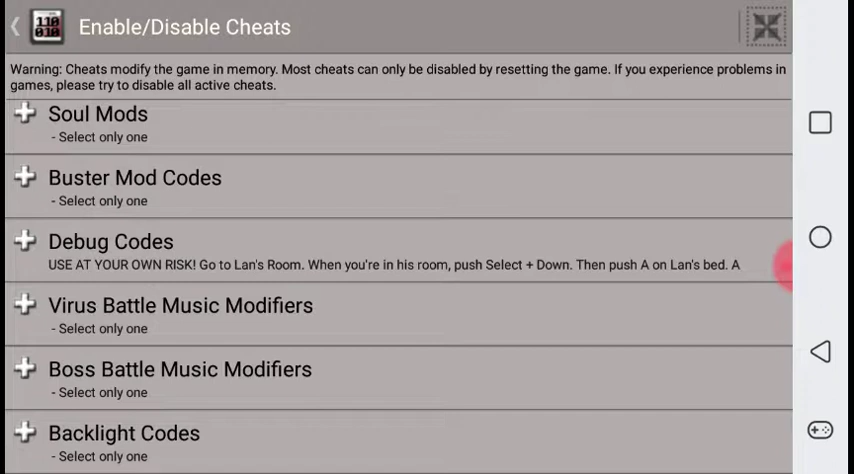 110
010
Enable/Disable Cheats
Warning: Cheats modify the game in memory. Most cheats can only be disabled by resetting the game. If you experience problems in
games, please try to disable all active cheats.
Soul Mods
- Select only one
Buster Mod Codes
- Select only one
Debug Codes
USE AT YOUR OWN RISK! Go to Lan's Room. When you're in his room, push Select + Down. Then push A on Lan's bed. A
Virus Battle Music Modifiers
- Select only one
Boss Battle Music Modifiers
- Select only one
Backlight Codes
- Select only one